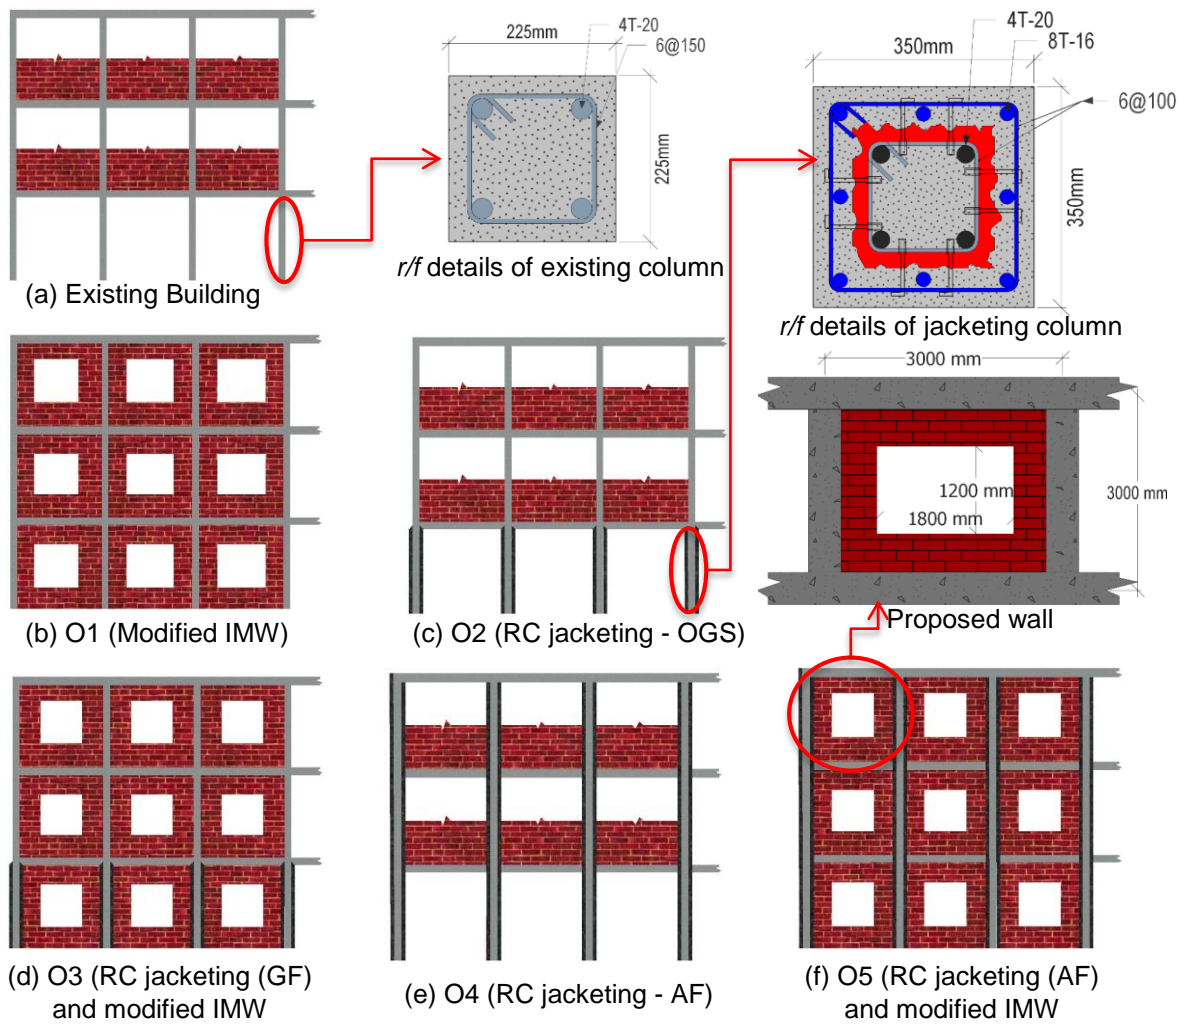 225mm
6@150
225mm
4T-20
350mm
8T-16
6@100
350mm
r/f details of existing column
(a) Existing Building
r/f details of jacketing column
3000 mm
1200 mm
1800 mm
3000 mm
Proposed wall
(b) O1 (Modified IMW)
(c) O2 (RC jacketing - OGS)
(d) O3 (RC jacketing (GF)
and modified IMW
(e) O4 (RC jacketing - AF)
(f) O5 (RC jacketing (AF)
and modified IMW